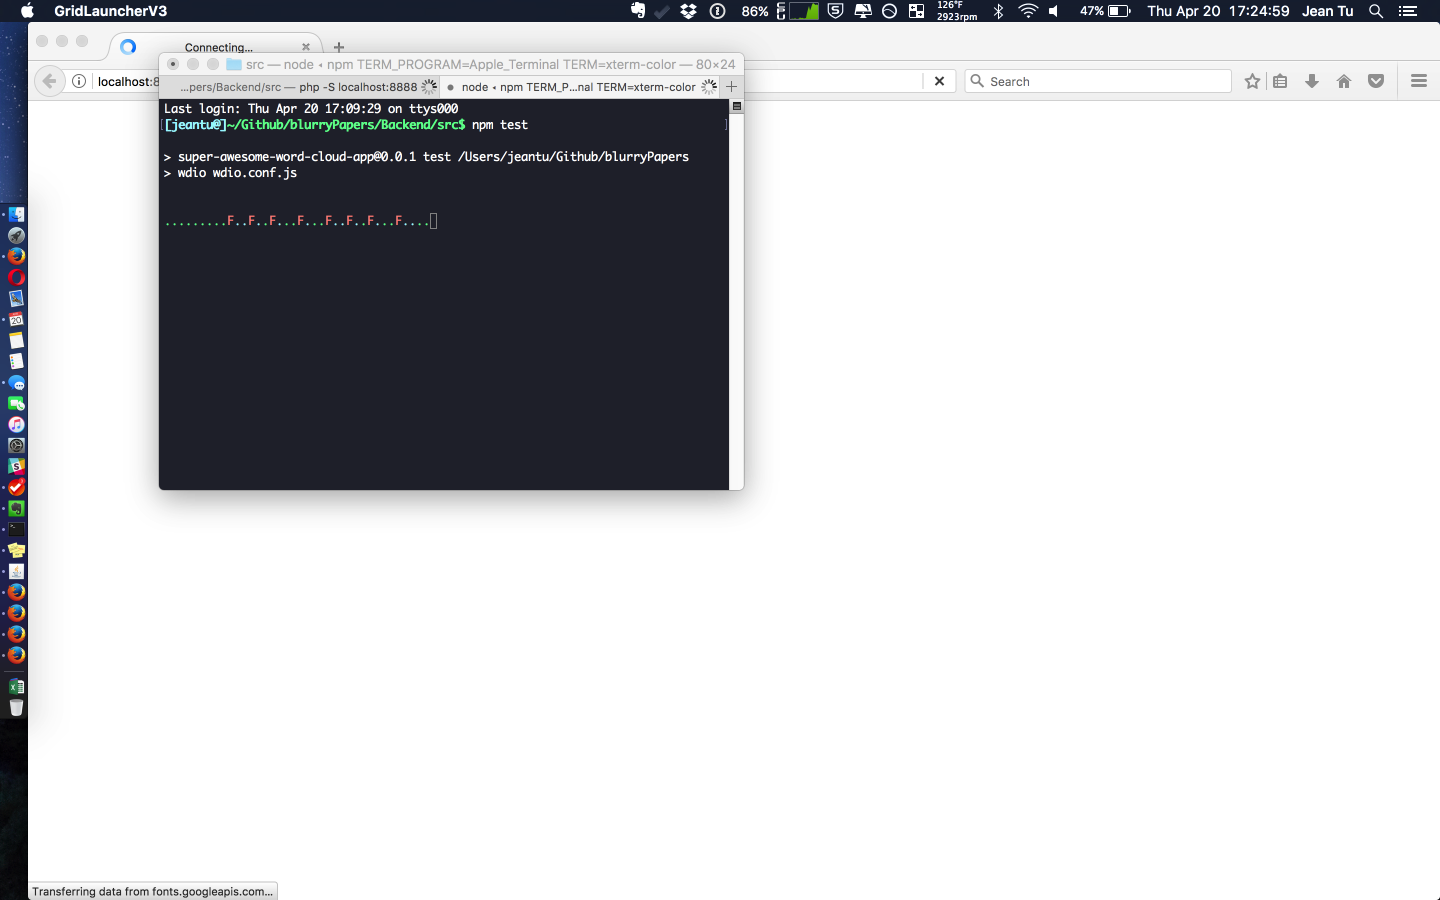 GridLauncherV3
86%
126°F
2923rpm
47%
Thu Apr 20 17:24:59
Jean Tu
Connecting...
localhost:8
Search
src — node ◂ npm TERM_PROGRAM=Apple_Terminal TERM=xterm-color — 80×24
...pers/Backend/src — php -S localhost:8888
node ◂ npm TERM_P...nal TERM=xterm-color
Last login: Thu Apr 20 17:09:29 on ttys000
[[jeantu@]~/Github/blurryPapers/Backend/src$ npm test ]
> super-awesome-word-cloud-app@0.0.1 test /Users/jeantu/Github/blurryPapers
> wdio wdio.conf.js
.........F..F..F...F...F..F..F...F....
20
Transferring data from fonts.googleapis.com...